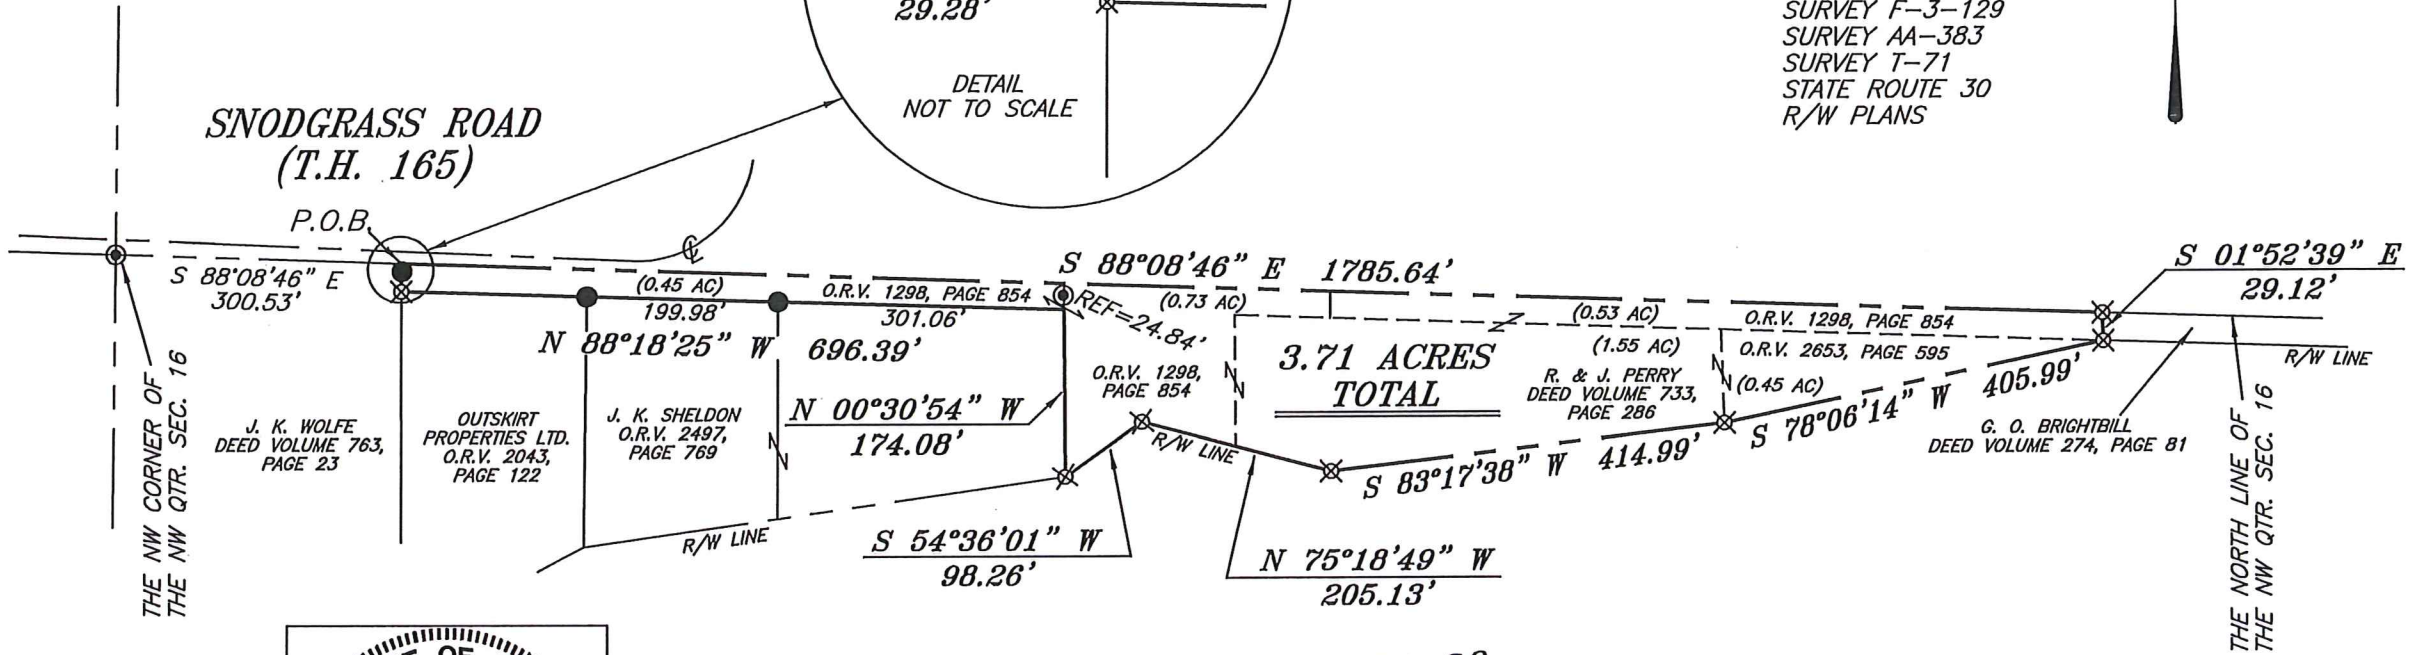 29.28'
DETAIL
NOT TO SCALE
SURVEY F-3-129
SURVEY AA-383
SURVEY T-71
STATE ROUTE 30
R/W PLANS
SNODGRASS ROAD
(T.H. 165)
P.O.B.
℄
S 88°08'46" E
300.53'
(0.45 AC)
199.98'
O.R.V. 1298, PAGE 854
301.06'
N 88°18'25" W 696.39'
S 88°08'46" E 1785.64'
REF=24.84'
(0.73 AC)
(0.53 AC)
O.R.V. 1298, PAGE 854
S 01°52'39" E
29.12'
(1.55 AC)
O.R.V. 2653, PAGE 595
R/W LINE
3.71 ACRES
TOTAL
O.R.V. 1298,
PAGE 854
R. & J. PERRY
DEED VOLUME 733,
PAGE 286
(0.45 AC)
S 78°06'14" W 405.99'
G. O. BRIGHTBILL
DEED VOLUME 274, PAGE 81
J. K. WOLFE
DEED VOLUME 763,
PAGE 23
OUTSKIRT
PROPERTIES LTD.
O.R.V. 2043,
PAGE 122
J. K. SHELDON
O.R.V. 2497,
PAGE 769
N 00°30'54" W
174.08'
R/W LINE
S 83°17'38" W 414.99'
R/W LINE
S 54°36'01" W
98.26'
N 75°18'49" W
205.13'
THE NW CORNER OF
THE NW QTR. SEC. 16
THE NORTH LINE OF
THE NW QTR. SEC. 16
OF